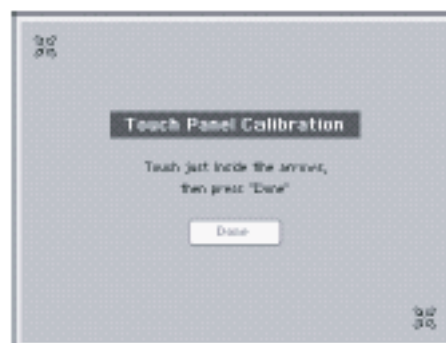 Touch Panel Calibration
Touch just inside the arrows,
then press "Done"
Done